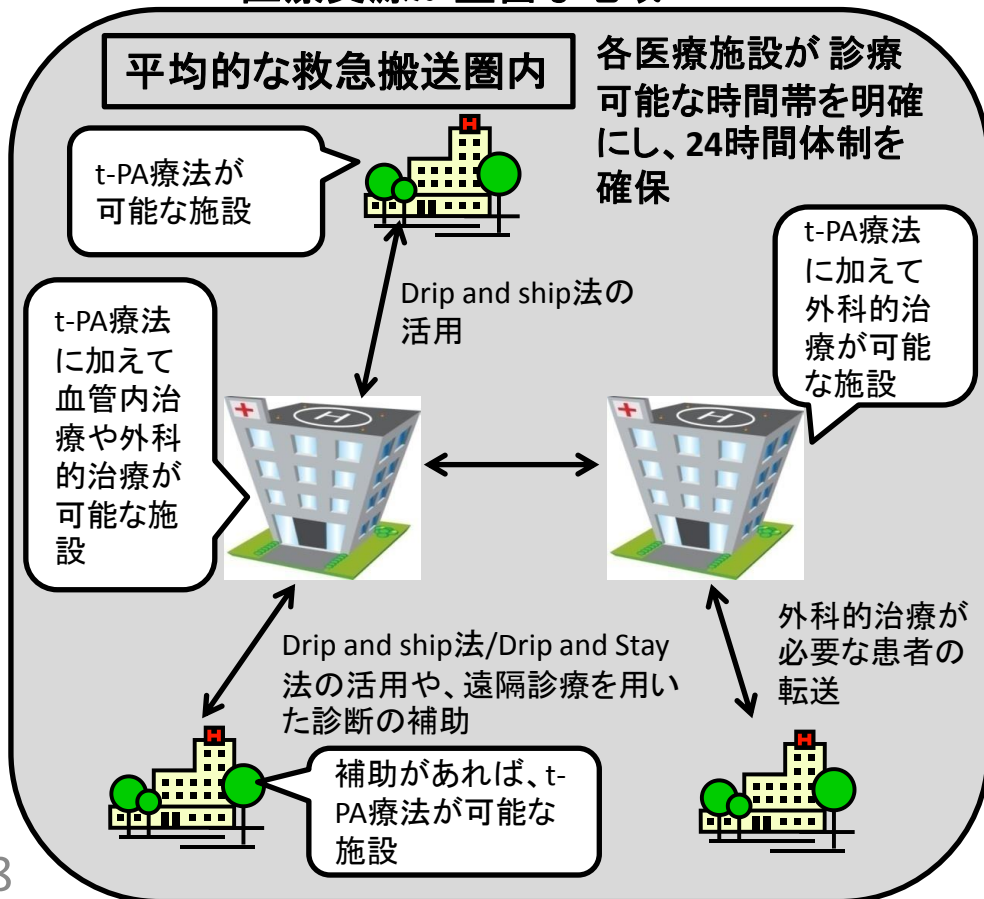 平均的な救急搬送圏内
各医療施設が 診療
可能な時間帯を明確
にし、24時間体制を
確保
t-PA療法が
可能な施設
H
t-PA療法
に加えて
外科的治
療が可能
な施設
Drip and ship法の
活用
t-PA療法
に加えて
血管内治
療や外科
的治療が
可能な施
設
H
H
外科的治療が
必要な患者の
転送
Drip and ship法/Drip and Stay
法の活用や、遠隔診療を用い
た診断の補助
H
H
補助があれば、t-
PA療法が可能な
施設